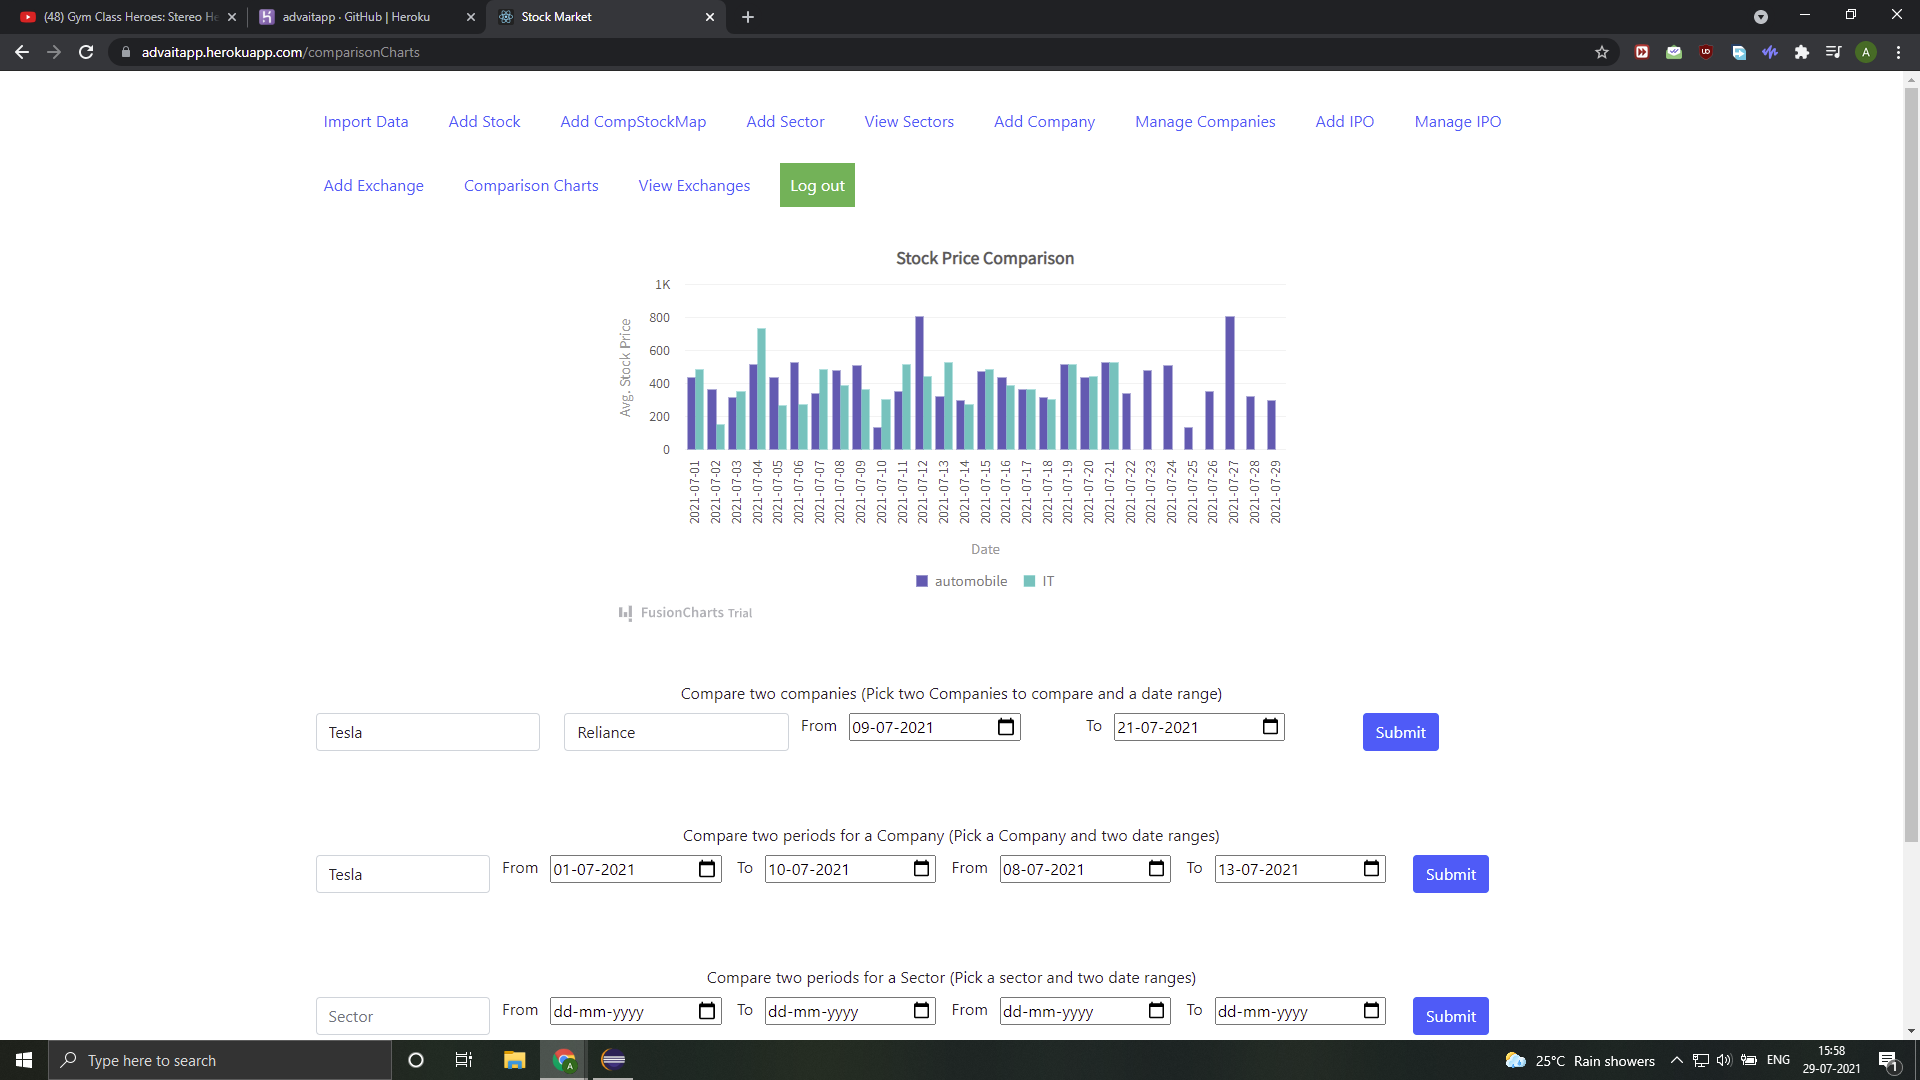 (48) Gym Class Heroes: Stereo He
advaitapp · GitHub | Heroku
Stock Market
advaitapp.herokuapp.com/comparisonCharts
A
Import Data Add Stock Add CompStockMap Add Sector View Sectors Add Company Manage Companies Add IPO Manage IPO
Add Exchange Comparison Charts View Exchanges Log out
Stock Price Comparison
Avg. Stock Price
1K
800
600
400
200
0
2021-07-01
2021-07-02
2021-07-03
2021-07-04
2021-07-05
2021-07-06
2021-07-07
2021-07-08
2021-07-09
2021-07-10
2021-07-11
2021-07-12
2021-07-13
2021-07-14
2021-07-15
2021-07-16
2021-07-17
2021-07-18
2021-07-19
2021-07-20
2021-07-21
2021-07-22
2021-07-23
2021-07-24
2021-07-25
2021-07-26
2021-07-27
2021-07-28
2021-07-29
Date
automobile IT
FusionCharts Trial
Compare two companies (Pick two Companies to compare and a date range)
Tesla Reliance From 09-07-2021 To 21-07-2021 Submit
Compare two periods for a Company (Pick a Company and two date ranges)
Tesla From 01-07-2021 To 10-07-2021 From 08-07-2021 To 13-07-2021 Submit
Compare two periods for a Sector (Pick a sector and two date ranges)
Sector From dd-mm-yyyy To dd-mm-yyyy From dd-mm-yyyy To dd-mm-yyyy Submit
Type here to search
A
25°C Rain showers
ENG
15:58
29-07-2021
1